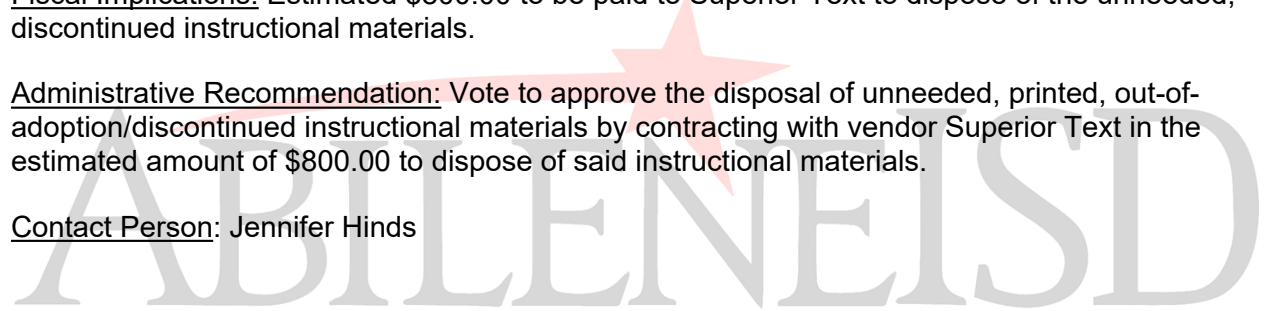 Fiscal Implications: Estimated $800.00 to be paid to Superior Text to dispose of the unneeded,
discontinued instructional materials.
Administrative Recommendation: Vote to approve the disposal of unneeded, printed, out-of-
adoption/discontinued instructional materials by contracting with vendor Superior Text in the
estimated amount of $800.00 to dispose of said instructional materials.
Contact Person: Jennifer Hinds
ABILENEISD